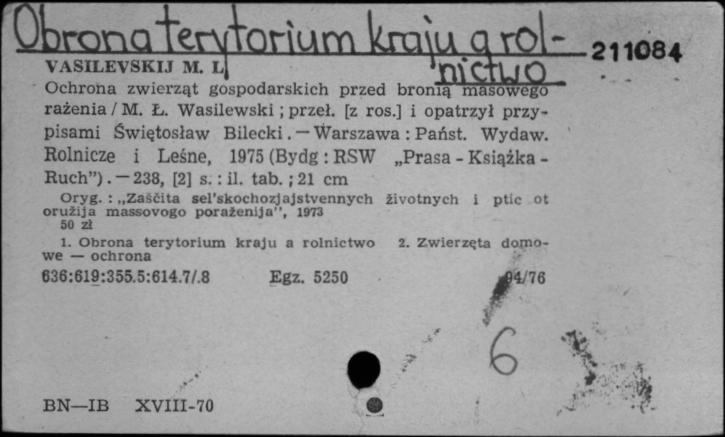 Obrona terytorium kraju a rol-
nictwo
211084
VASILEVSKIJ M. L
Ochrona zwierząt gospodarskich przed bronią masowego
rażenia / M. Ł. Wasilewski ; przeł. [z ros.] i opatrzył przy-
pisami Świętosław Bilecki. — Warszawa : Państ. Wydaw.
Rolnicze i Leśne, 1975 (Bydg : RSW „Prasa - Książka -
Ruch”). — 238, [2] s. : il. tab. ; 21 cm
Oryg. : „Zaščita sel'skochozjajstvennych životnych i ptic ot
oružija massovogo poraženija”, 1973
50 zł
1. Obrona terytorium kraju a rolnictwo 2. Zwierzęta domo-
we — ochrona
636:619:355.5:614.7/.8 Egz. 5250 94/76
6
BN—IB XVIII-70